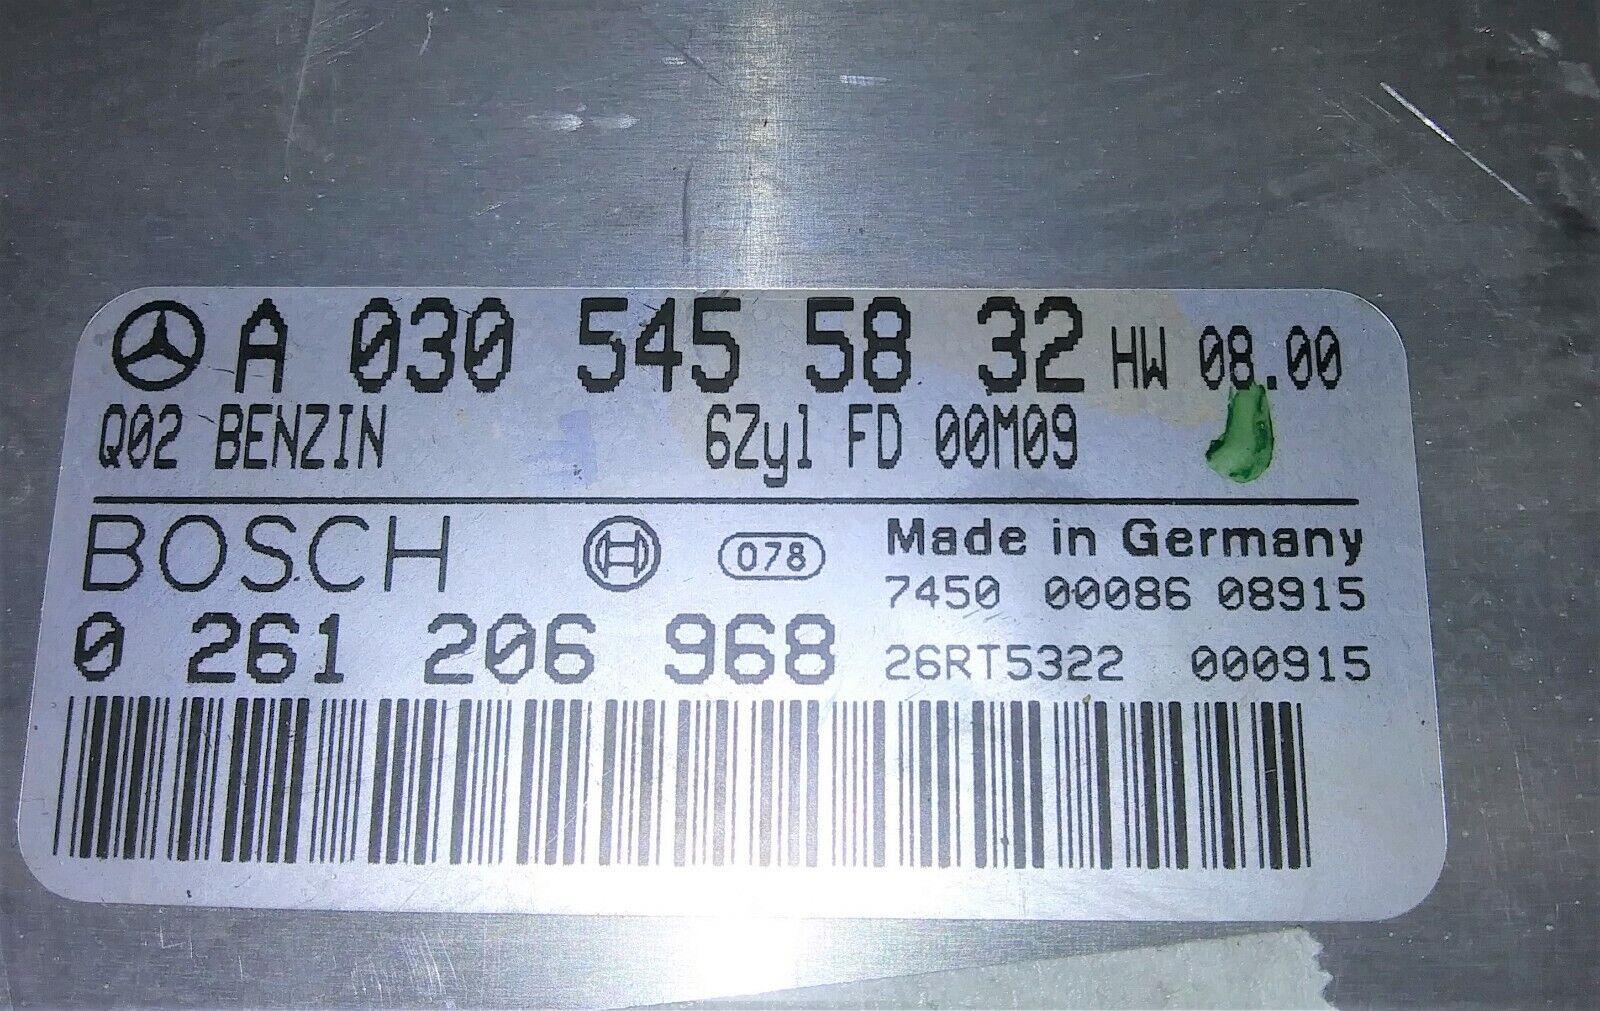 A 030 545 58 32 HW 08.00
Q02 BENZIN 6Zyl FD 00M09
BOSCH 078 Made in Germany
7450 00086 08915
0 261 206 968 26RT5322 000915